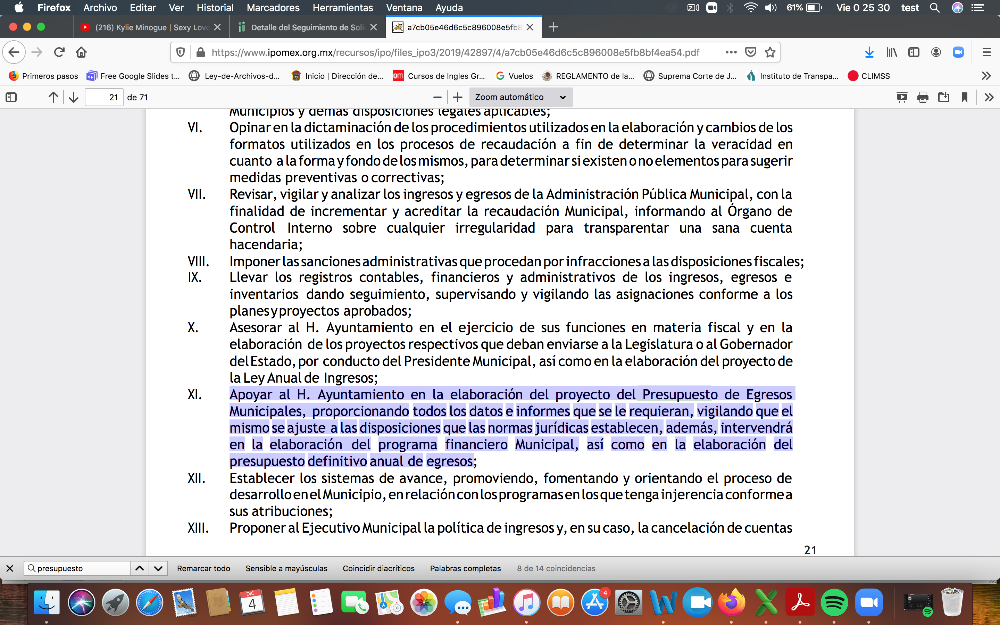 Firefox Archivo Editar Ver Historial Marcadores Herramientas Ventana Ayuda 61% Vie 0 25 30 test
(216) Kylie Minogue | Sexy Love Detalle del Seguimiento de Soli a7cb05e46d6c5c896008e5fb8
https://www.ipomex.org.mx/recursos/ipo/files_ipo3/2019/42897/4/a7cb05e46d6c5c896008e5fb8bf4ea54.pdf
Primeros pasos Free Google Slides t... Ley-de-Archivos-d... Inicio | Dirección de... om Cursos de Ingles Gr... Vuelos REGLAMENTO de la... Suprema Corte de J... Instituto de Transpa... CLIMSS
21 de 71 Zoom automático
Municipios y demás disposiciones legales aplicables;
VI. Opinar en la dictaminación de los procedimientos utilizados en la elaboración y cambios de los
formatos utilizados en los procesos de recaudación a fin de determinar la veracidad en
cuanto a la forma y fondo de los mismos, para determinar si existen o no elementos para sugerir
medidas preventivas o correctivas;
VII. Revisar, vigilar y analizar los ingresos y egresos de la Administración Pública Municipal, con la
finalidad de incrementar y acreditar la recaudación Municipal, informando al Órgano de
Control Interno sobre cualquier irregularidad para transparentar una sana cuenta
hacendaria;
VIII. Imponer las sanciones administrativas que procedan por infracciones a las disposiciones fiscales;
IX. Llevar los registros contables, financieros y administrativos de los ingresos, egresos e
inventarios dando seguimiento, supervisando y vigilando las asignaciones conforme a los
planes y proyectos aprobados;
X. Asesorar al H. Ayuntamiento en el ejercicio de sus funciones en materia fiscal y en la
elaboración de los proyectos respectivos que deban enviarse a la Legislatura o al Gobernador
del Estado, por conducto del Presidente Municipal, así como en la elaboración del proyecto de
la Ley Anual de Ingresos;
XI. Apoyar al H. Ayuntamiento en la elaboración del proyecto del Presupuesto de Egresos
Municipales, proporcionando todos los datos e informes que se le requieran, vigilando que el
mismo se ajuste a las disposiciones que las normas jurídicas establecen, además, intervendrá
en la elaboración del programa financiero Municipal, así como en la elaboración del
presupuesto definitivo anual de egresos;
XII. Establecer los sistemas de avance, promoviendo, fomentando y orientando el proceso de
desarrollo en el Municipio, en relación con los programas en los que tenga injerencia conforme a
sus atribuciones;
XIII. Proponer al Ejecutivo Municipal la política de ingresos y, en su caso, la cancelación de cuentas
21
presupuesto Remarcar todo Sensible a mayúsculas Coincidir diacríticos Palabras completas 8 de 14 coincidencias
DIC 4 3D 4